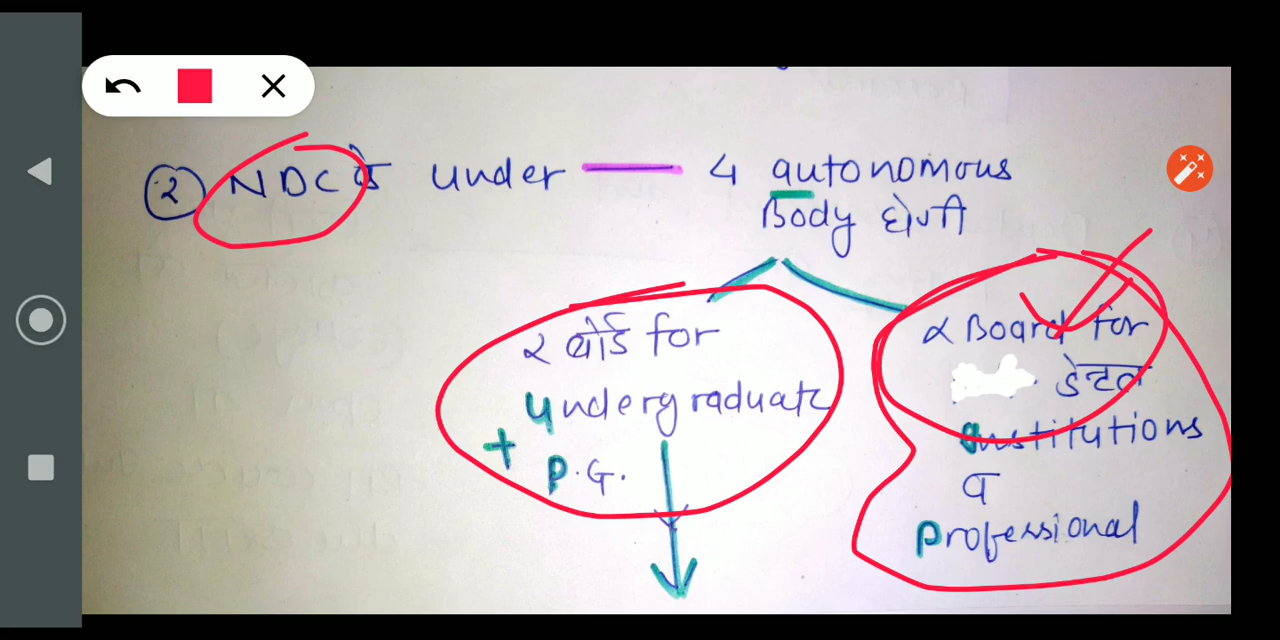 (2) NDC के under — 4 autonomous
Body होगी
2 बोर्ड for
undergraduate
+ P.G.
2 Board for
डेंटल
Institutions
व
Professional